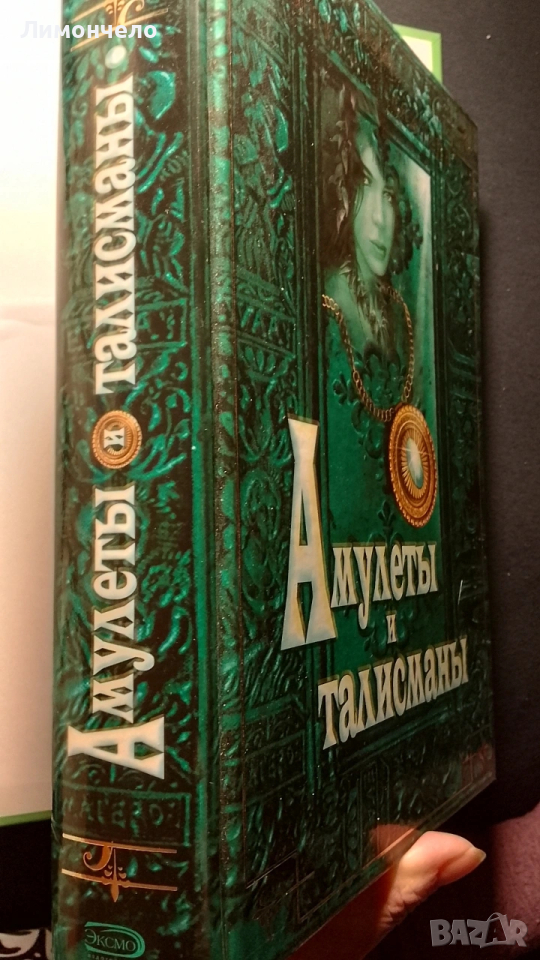 Лимончело
Амулеты и талисманы
Амулеты
и
талисманы
ЭКСМО
BAZAR